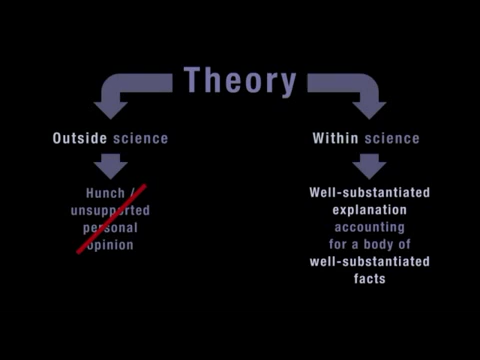 Theory
Outside science
Within science
Hunch /
unsupported
personal
opinion
Well-substantiated
explanation
accounting
for a body of
well-substantiated
facts